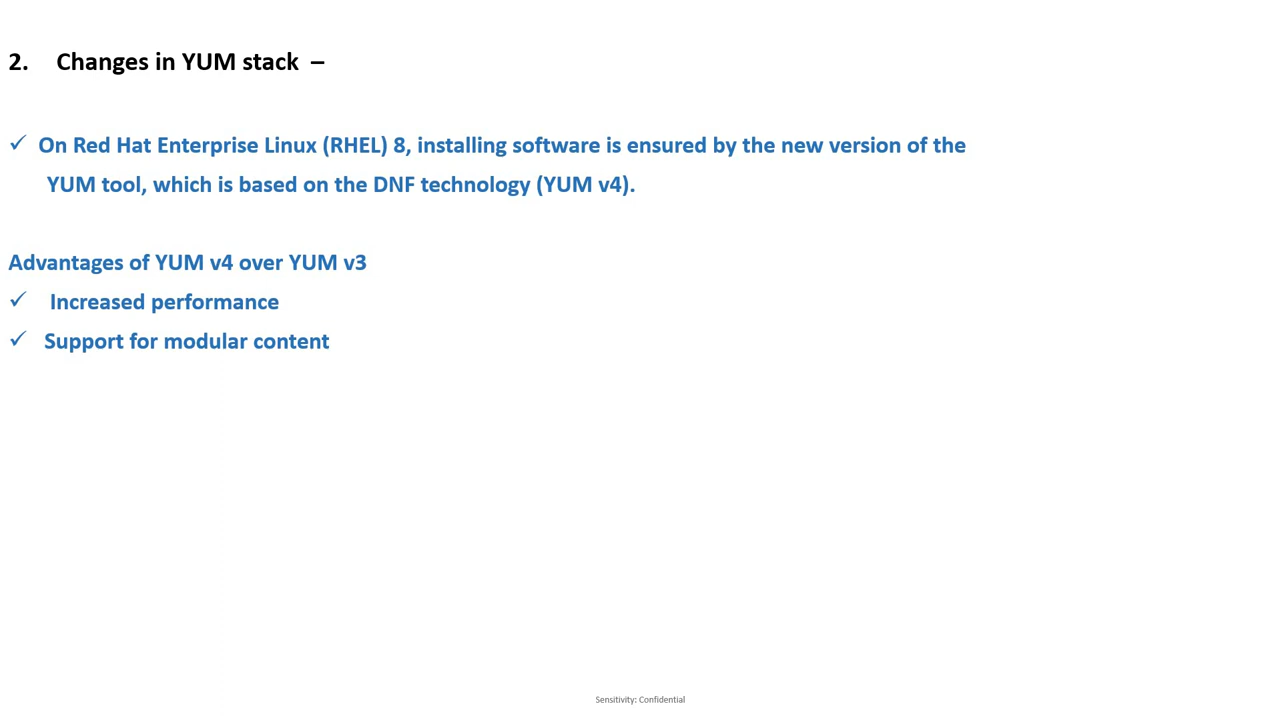 2. Changes in YUM stack –
✓ On Red Hat Enterprise Linux (RHEL) 8, installing software is ensured by the new version of the
YUM tool, which is based on the DNF technology (YUM v4).
Advantages of YUM v4 over YUM v3
✓ Increased performance
✓ Support for modular content
Sensitivity: Confidential